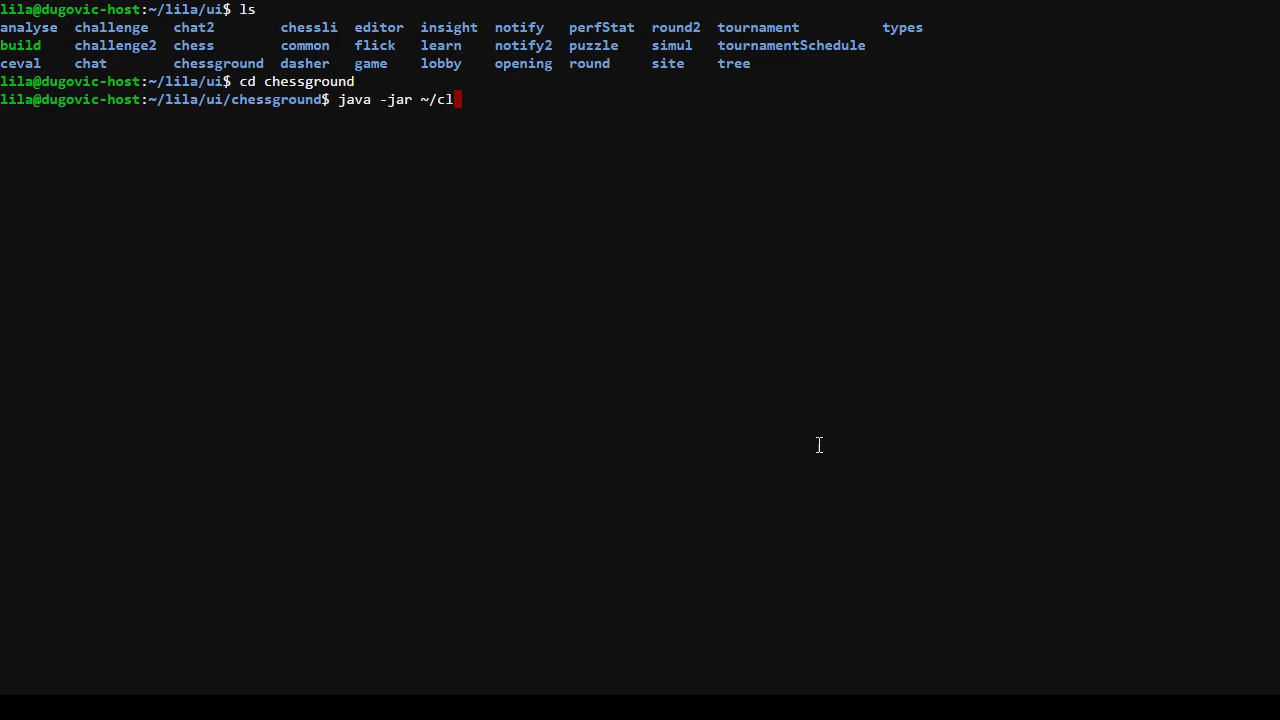 lila@dugovic-host:~/lila/ui$ ls
analyse  challenge   chat2        chessli  editor  insight  notify   perfStat  round2  tournament          types
build    challenge2  chess        common   flick   learn    notify2  puzzle    simul   tournamentSchedule
ceval    chat        chessground  dasher   game    lobby    opening  round     site    tree
lila@dugovic-host:~/lila/ui$ cd chessground
lila@dugovic-host:~/lila/ui/chessground$ java -jar ~/cl